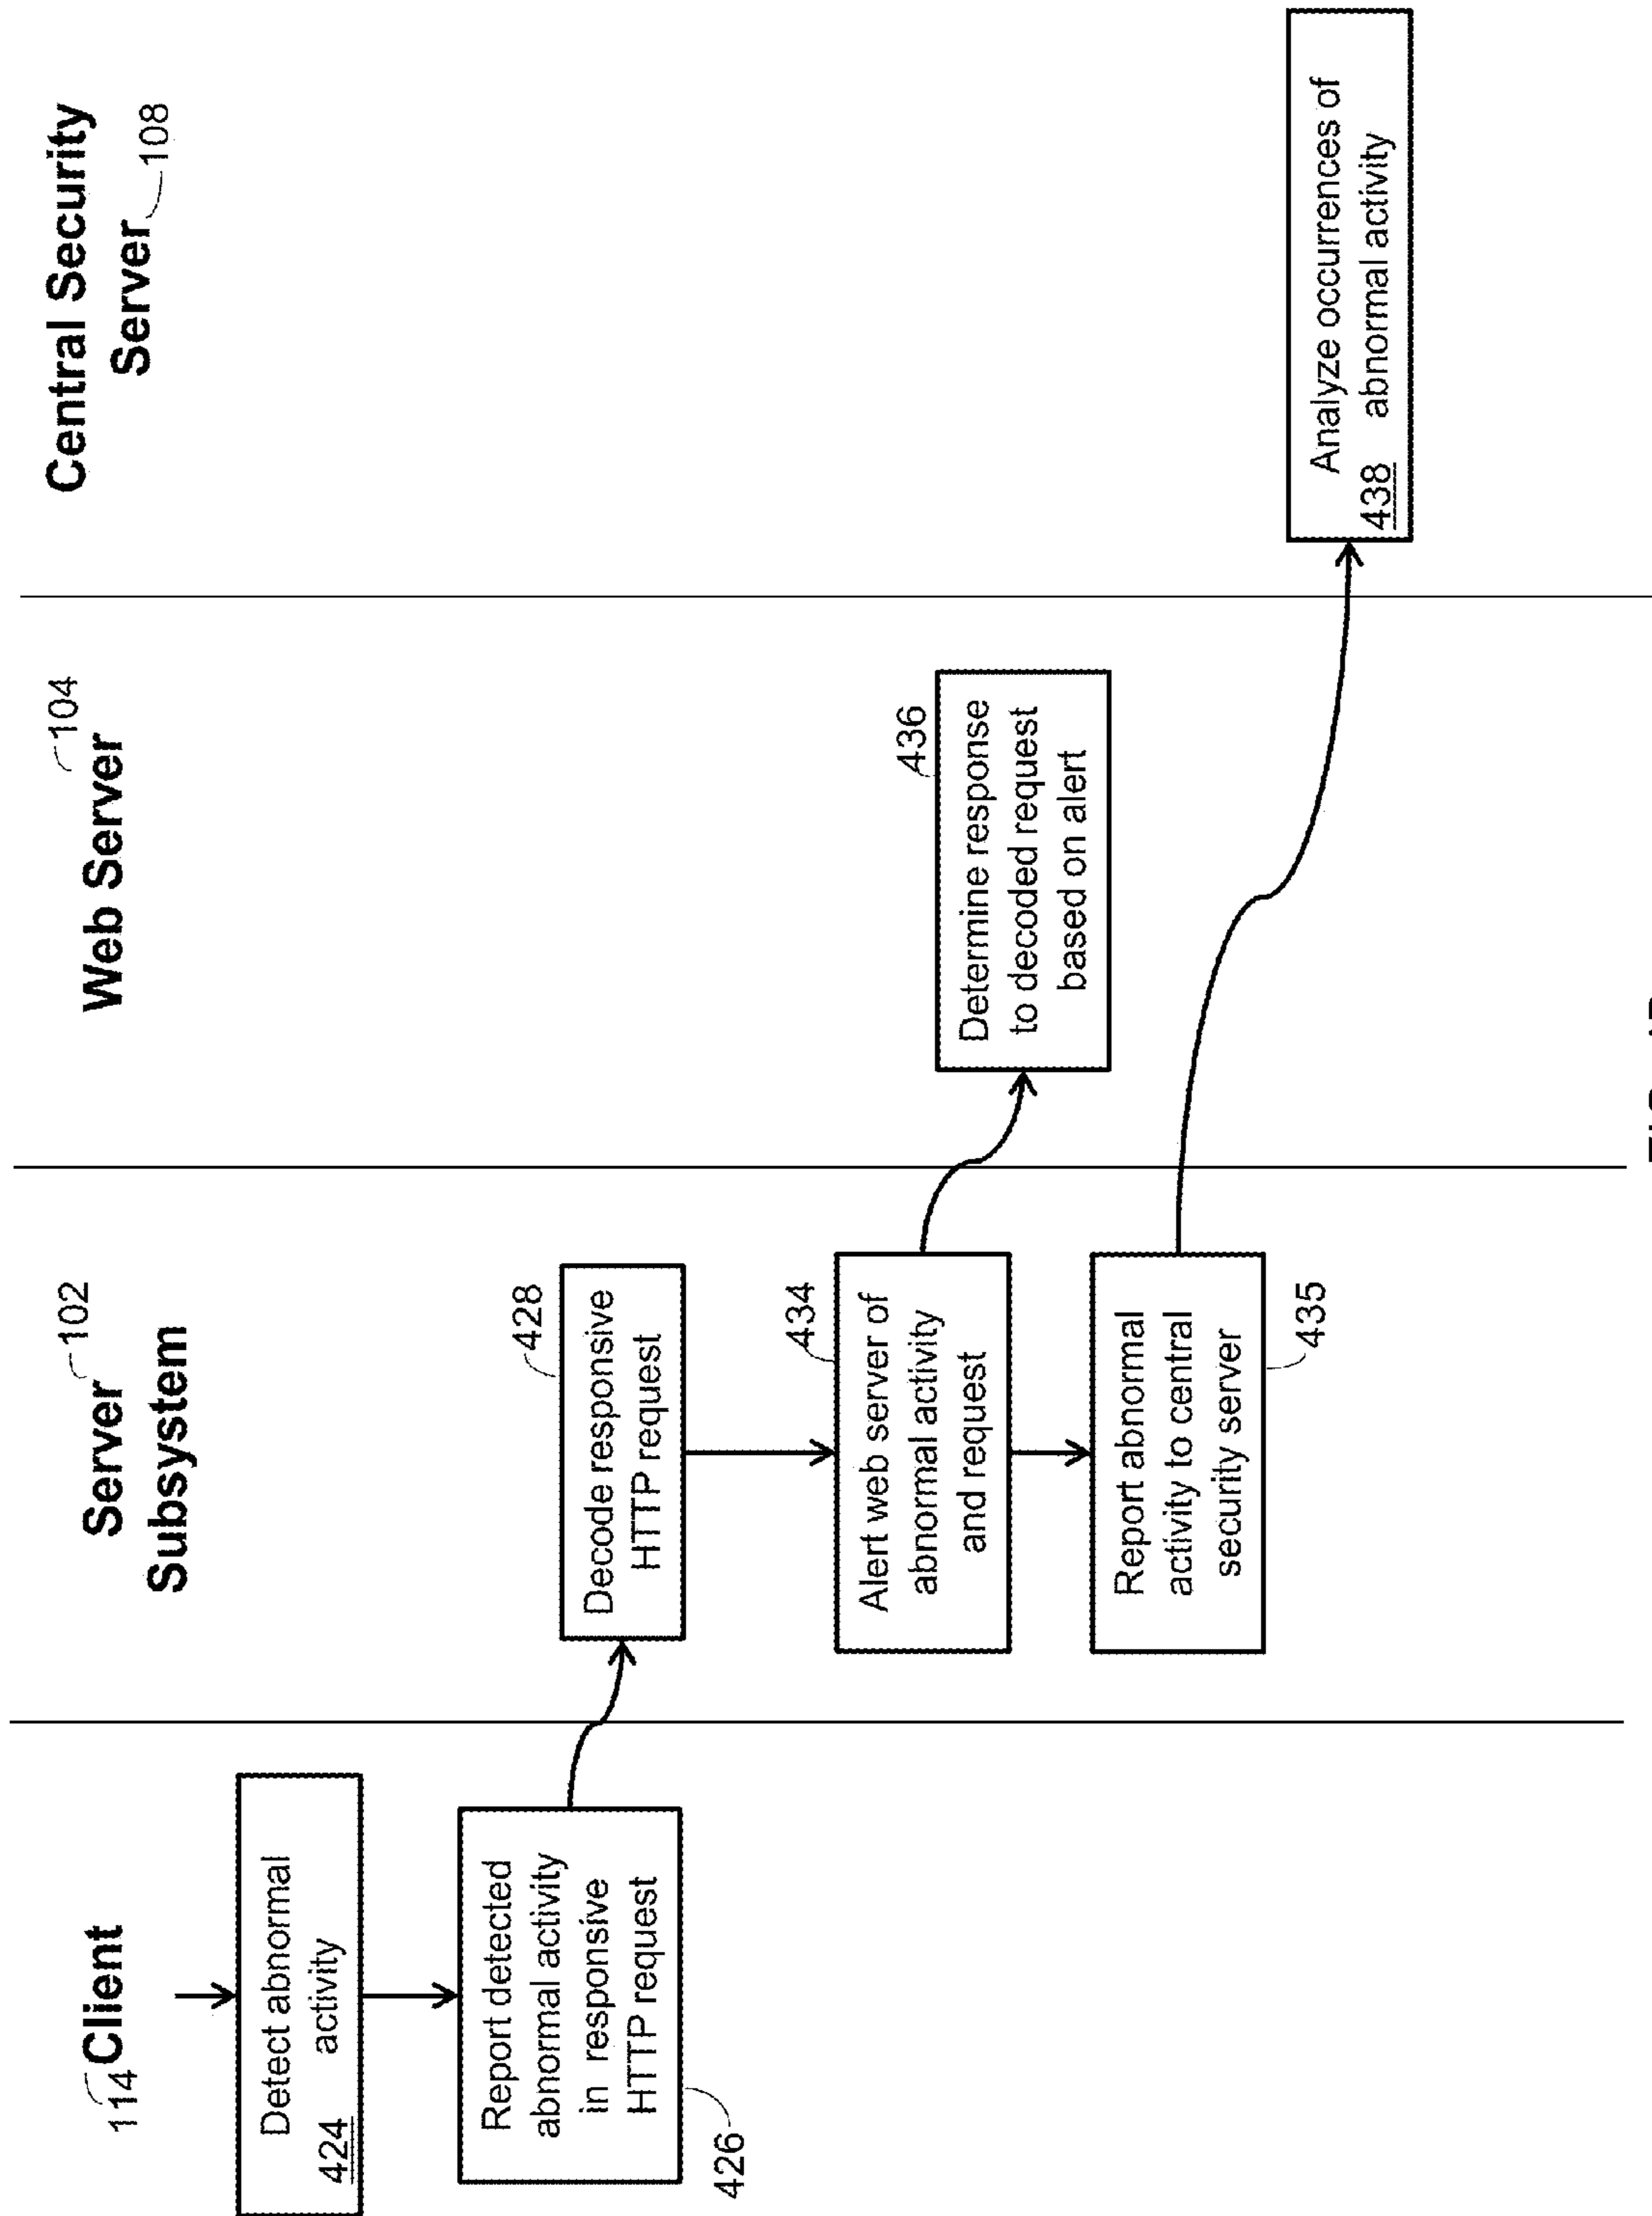 114 Client
Server 102
Subsystem
Web Server 104
Central Security
Server 108
Detect abnormal
424 activity
Report detected
abnormal activity
in responsive
HTTP request
426
428
Decode responsive
HTTP request
434
Alert web server of
abnormal activity
and request
Report abnormal
activity to central
security server
435
436
Determine response
to decoded request
based on alert
Analyze occurrences of
438 abnormal activity